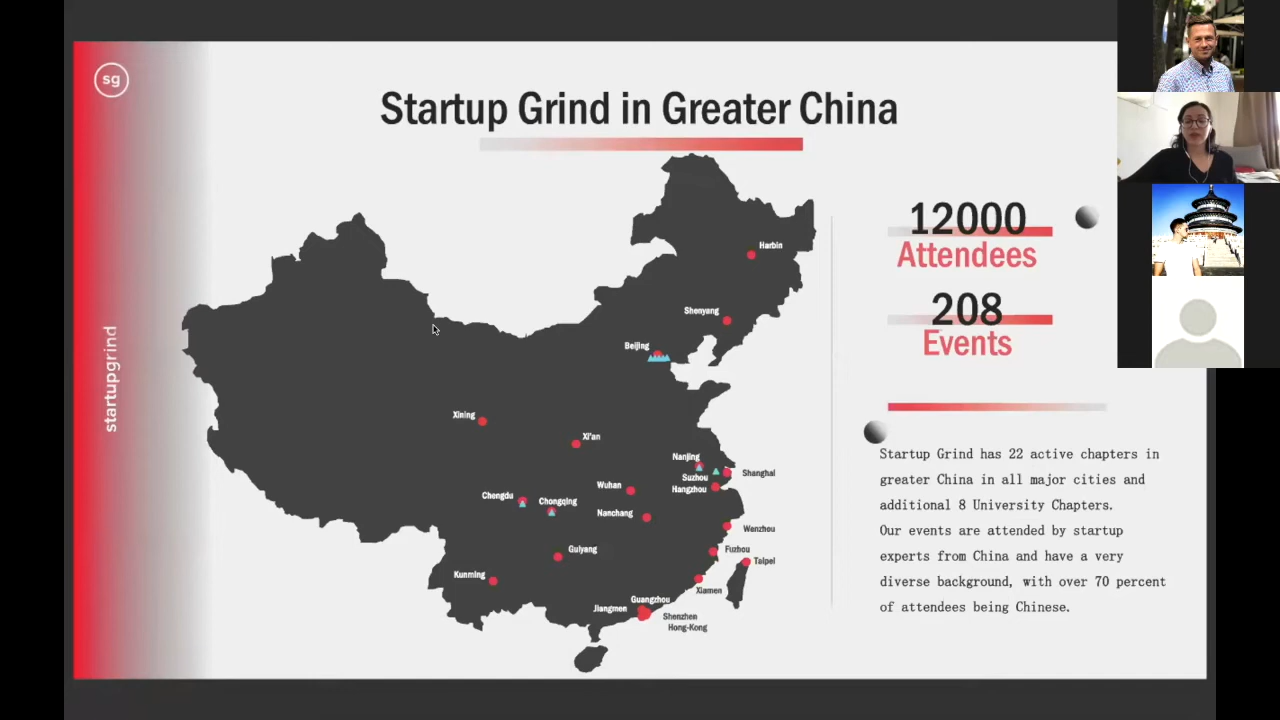 sg
Startup Grind in Greater China
startupgrind
Harbin
Shenyang
Beijing
Xining
Xi'an
Nanjing
Suzhou
Shanghai
Hangzhou
Wuhan
Chengdu
Chongqing
Nanchang
Wenzhou
Guiyang
Fuzhou
Taipei
Kunming
Xiamen
Guangzhou
Jiangmen
Shenzhen
Hong-Kong
12000
Attendees
208
Events
Startup Grind has 22 active chapters in
greater China in all major cities and
additional 8 University Chapters.
Our events are attended by startup
experts from China and have a very
diverse background, with over 70 percent
of attendees being Chinese.